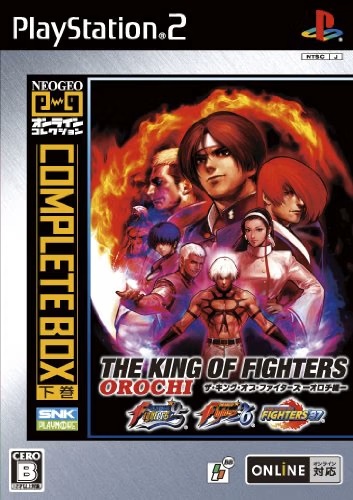 PlayStation®2
NTSC J
NEOGEO
オンライン
コレクション
COMPLETE BOX
下巻
SNK
PLAYMORE
THE KING OF FIGHTERS
OROCHI
ザ・キング・オブ・ファイターズ －オロチ編－
FIGHTERS 97
CERO
B
ONLINE
オンライン
対応